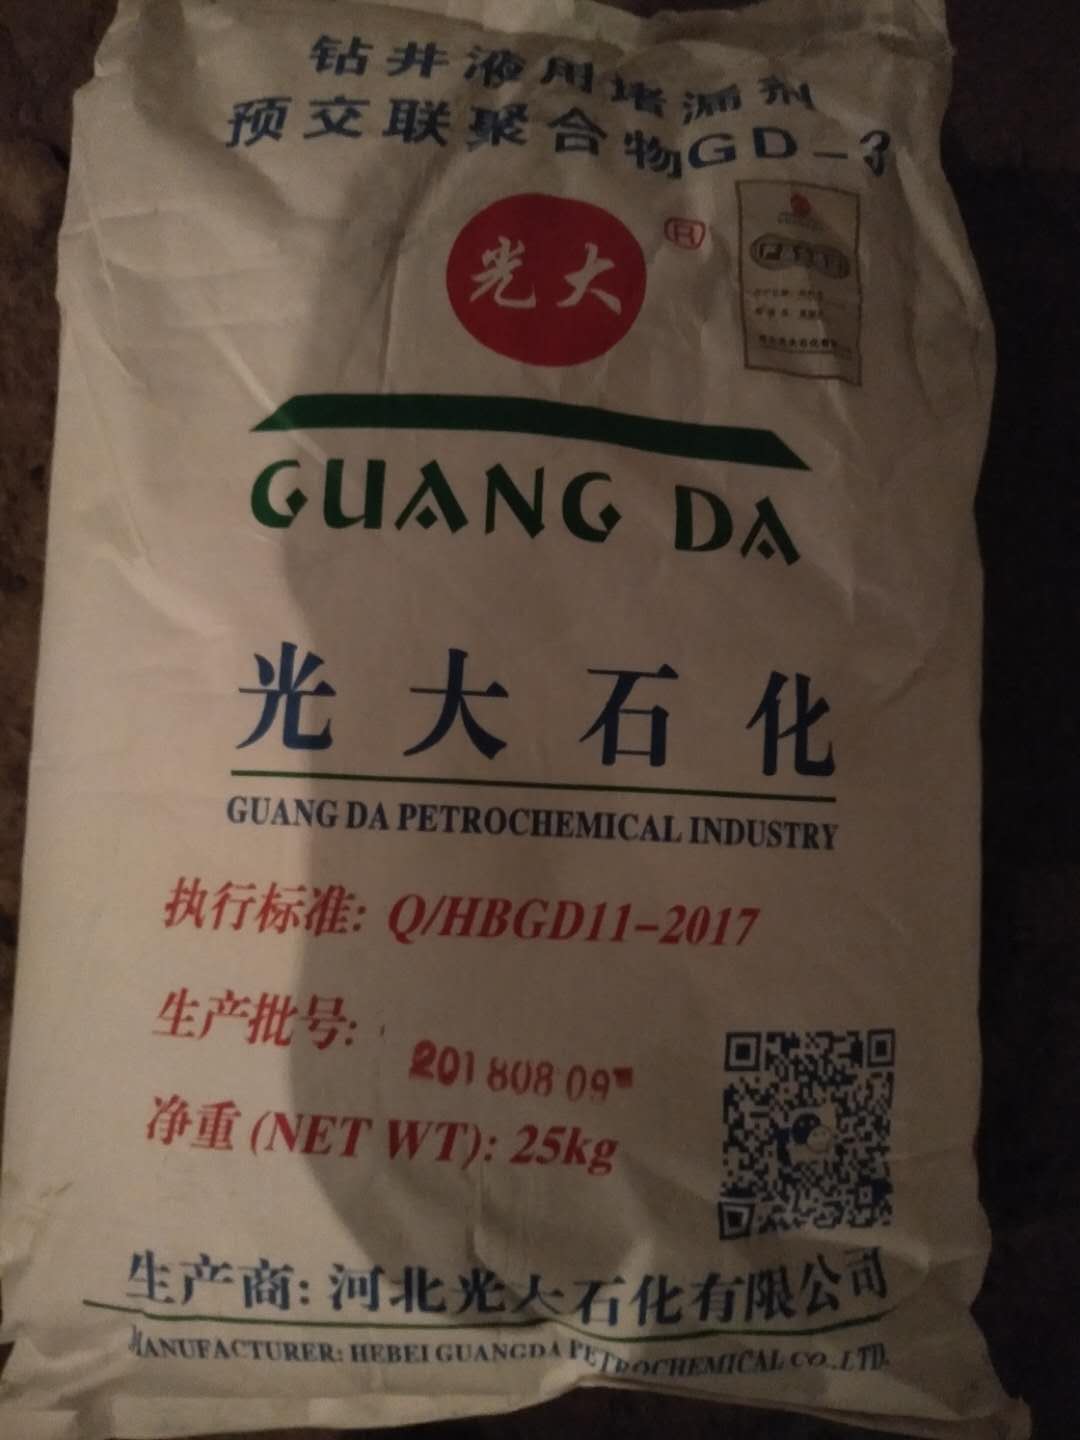 钻井液用堵漏剂
预交联聚合物GD-3
光大
R
GUANG DA
光大石化
GUANG DA PETROCHEMICAL INDUSTRY
执行标准: Q/HBGD11-2017
生产批号:
20180809
净重 (NET WT): 25kg
生产商: 河北光大石化有限公司
MANUFACTURER: HEBEI GUANGDA PETROCHEMICAL CO.,LTD.